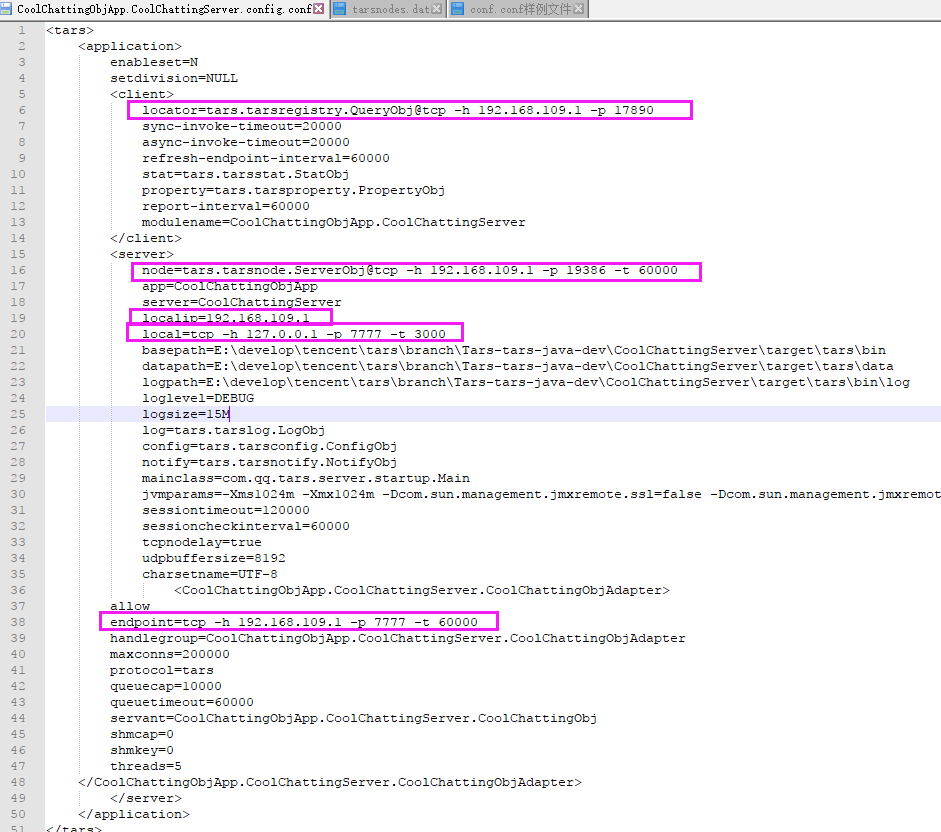 CoolChattingObjApp.CoolChattingServer.config.conf tarsnodes.dat conf.conf样例文件
1 <tars>
2 <application>
3 enableset=N
4 setdivision=NULL
5 <client>
6 locator=tars.tarsregistry.QueryObj@tcp -h 192.168.109.1 -p 17890
7 sync-invoke-timeout=20000
8 async-invoke-timeout=20000
9 refresh-endpoint-interval=60000
10 stat=tars.tarsstat.StatObj
11 property=tars.tarsproperty.PropertyObj
12 report-interval=60000
13 modulename=CoolChattingObjApp.CoolChattingServer
14 </client>
15 <server>
16 node=tars.tarsnode.ServerObj@tcp -h 192.168.109.1 -p 19386 -t 60000
17 app=CoolChattingObjApp
18 server=CoolChattingServer
19 localip=192.168.109.1
20 local=tcp -h 127.0.0.1 -p 7777 -t 3000
21 basepath=E:\develop\tencent\tars\branch\Tars-tars-java-dev\CoolChattingServer\target\tars\bin
22 datapath=E:\develop\tencent\tars\branch\Tars-tars-java-dev\CoolChattingServer\target\tars\data
23 logpath=E:\develop\tencent\tars\branch\Tars-tars-java-dev\CoolChattingServer\target\tars\bin\log
24 loglevel=DEBUG
25 logsize=15M
26 log=tars.tarslog.LogObj
27 config=tars.tarsconfig.ConfigObj
28 notify=tars.tarsnotify.NotifyObj
29 mainclass=com.qq.tars.server.startup.Main
30 jvmparams=-Xms1024m -Xmx1024m -Dcom.sun.management.jmxremote.ssl=false -Dcom.sun.management.jmxremot
31 sessiontimeout=120000
32 sessioncheckinterval=60000
33 tcpnodelay=true
34 udpbuffersize=8192
35 charsetname=UTF-8
36 <CoolChattingObjApp.CoolChattingServer.CoolChattingObjAdapter>
37 allow
38 endpoint=tcp -h 192.168.109.1 -p 7777 -t 60000
39 handlegroup=CoolChattingObjApp.CoolChattingServer.CoolChattingObjAdapter
40 maxconns=200000
41 protocol=tars
42 queuecap=10000
43 queuetimeout=60000
44 servant=CoolChattingObjApp.CoolChattingServer.CoolChattingObj
45 shmcap=0
46 shmkey=0
47 threads=5
48 </CoolChattingObjApp.CoolChattingServer.CoolChattingObjAdapter>
49 </server>
50 </application>
51 </tars>